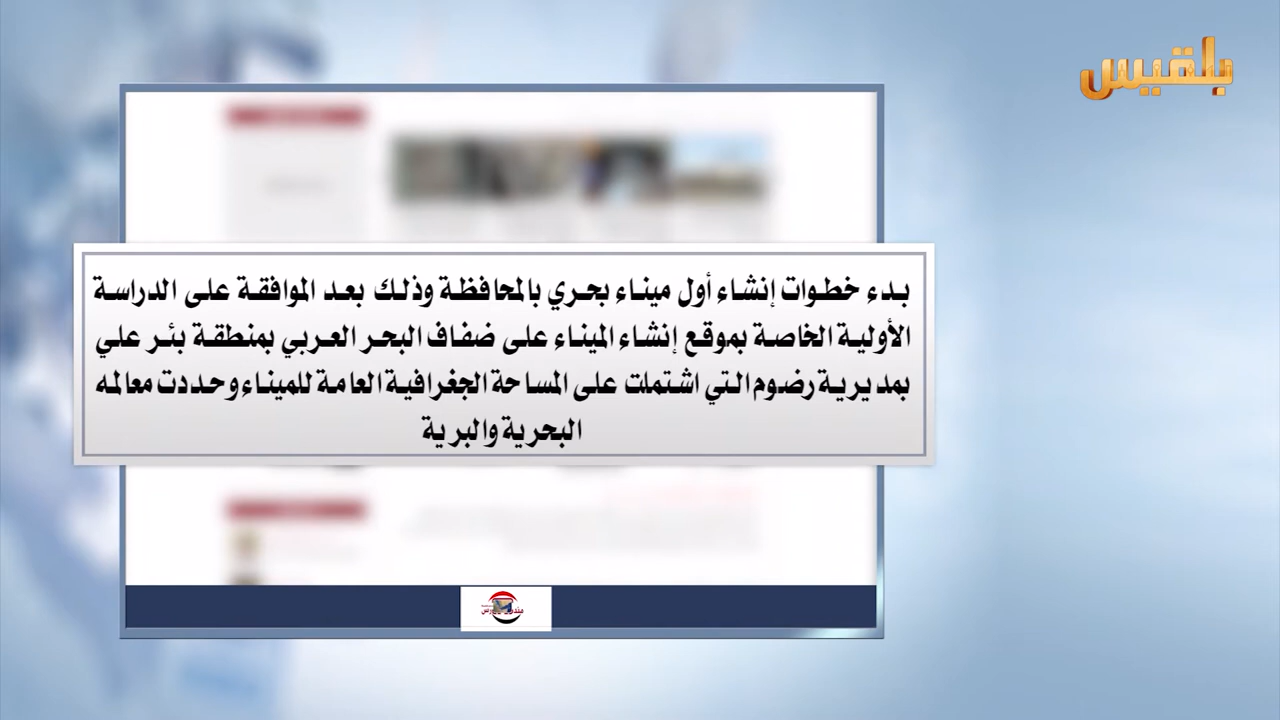 بلقيس
بدء خطوات إنشاء أول ميناء بحري بالمحافظة وذلك بعد الموافقة على الدراسة
الأولية الخاصة بموقع إنشاء الميناء على ضفاف البحر العربي بمنطقة بئر علي
بمديرية رضوم التي اشتملت على المساحة الجغرافية العامة للميناء وحددت معالمه
البحرية والبرية